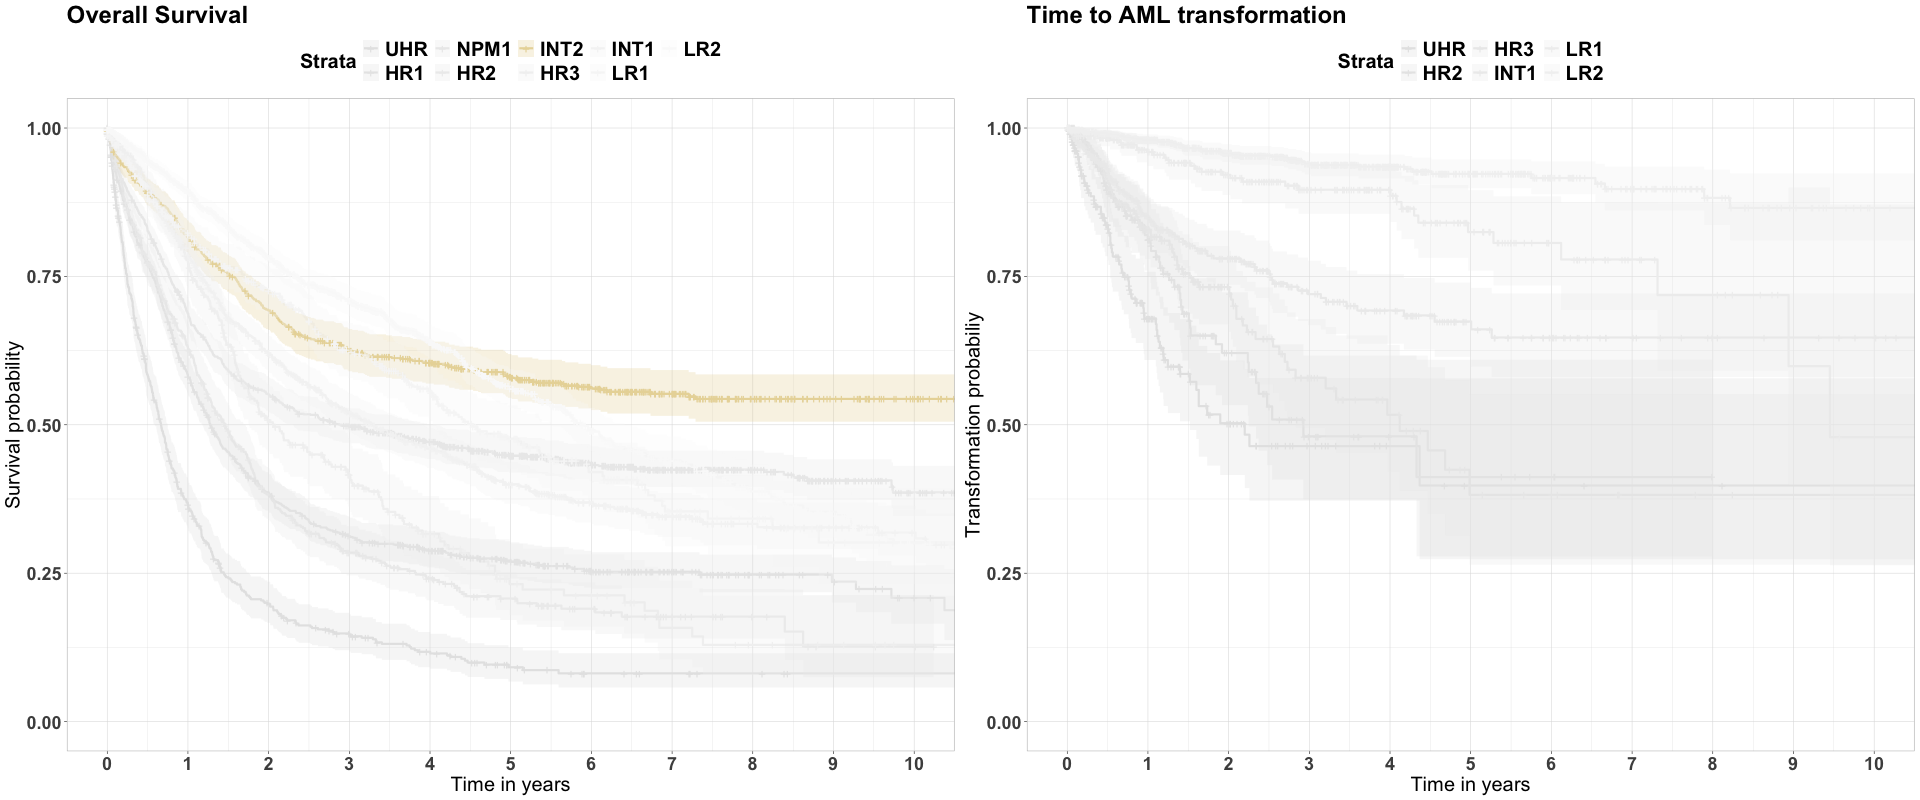 Overall Survival
Strata UHR NPM1 INT2 INT1 LR2
HR1 HR2 HR3 LR1
Survival probability
1.00
0.75
0.50
0.25
0.00
0 1 2 3 4 5 6 7 8 9 10
Time in years
Time to AML transformation
Strata UHR HR3 LR1
HR2 INT1 LR2
Transformation probabiliy
1.00
0.75
0.50
0.25
0.00
0 1 2 3 4 5 6 7 8 9 10
Time in years